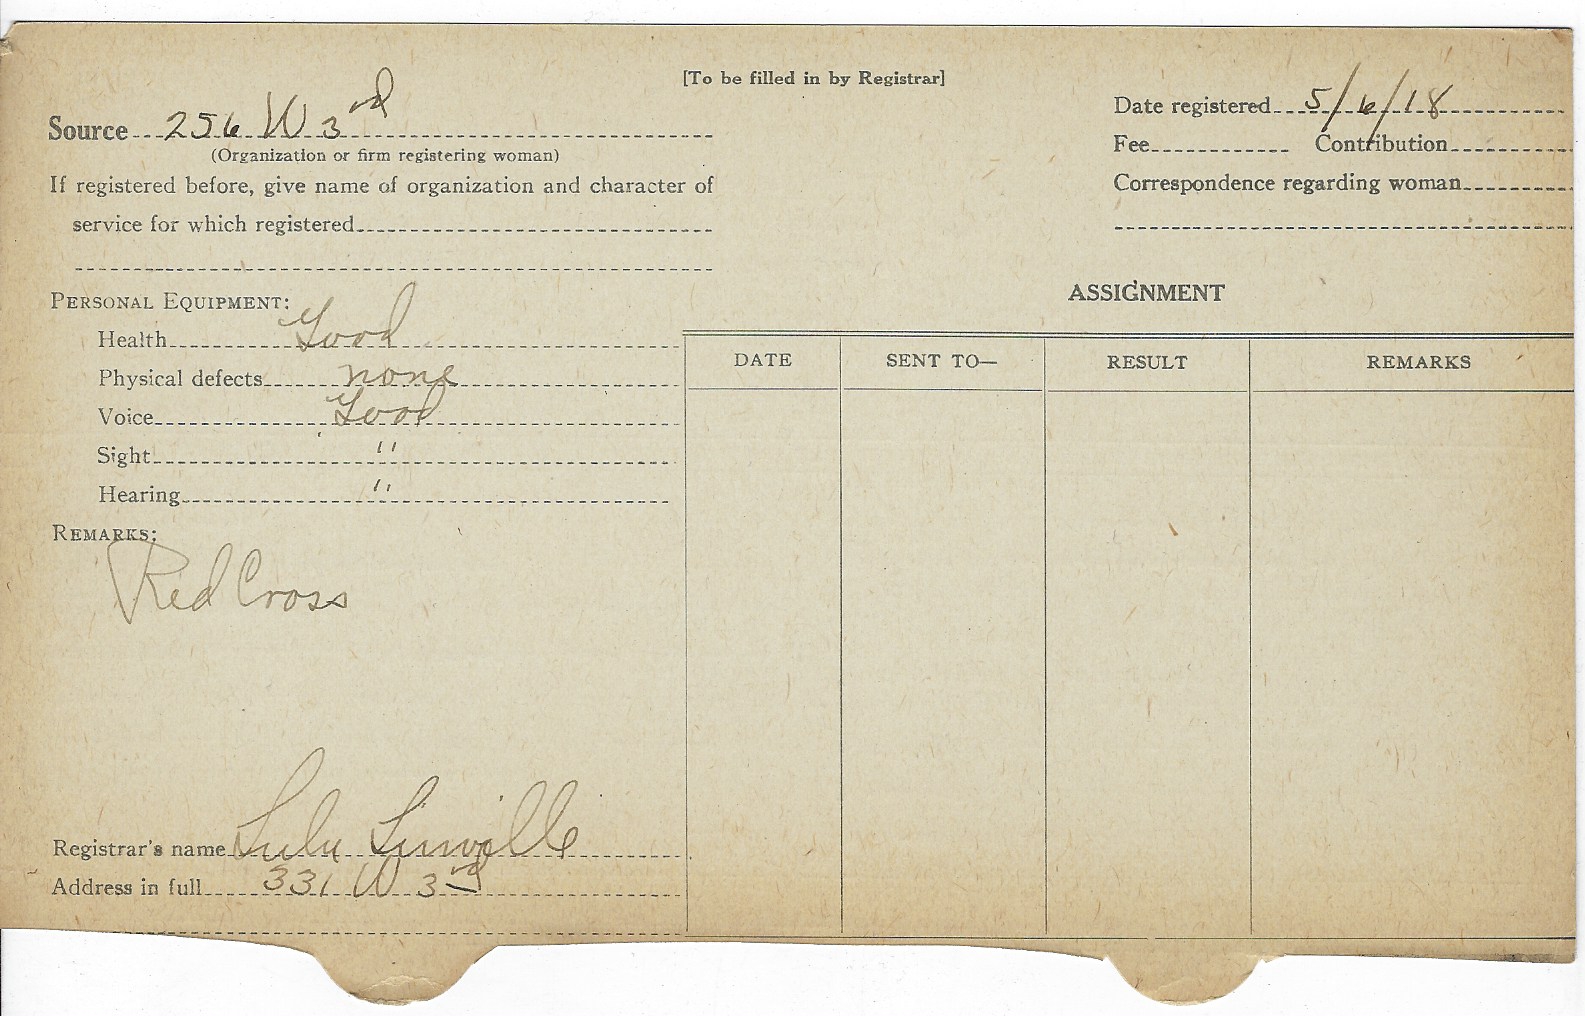 [To be filled in by Registrar]
Source 256 W 3rd
(Organization or firm registering woman)
If registered before, give name of organization and character of
service for which registered
Date registered 5/6/18
Fee Contribution
Correspondence regarding woman
PERSONAL EQUIPMENT:
Health Good
Physical defects none
Voice Good
Sight "
Hearing "
REMARKS:
Red Cross
Registrar's name Lulu Linville
Address in full 331 W 3rd
ASSIGNMENT
DATE SENT TO— RESULT REMARKS